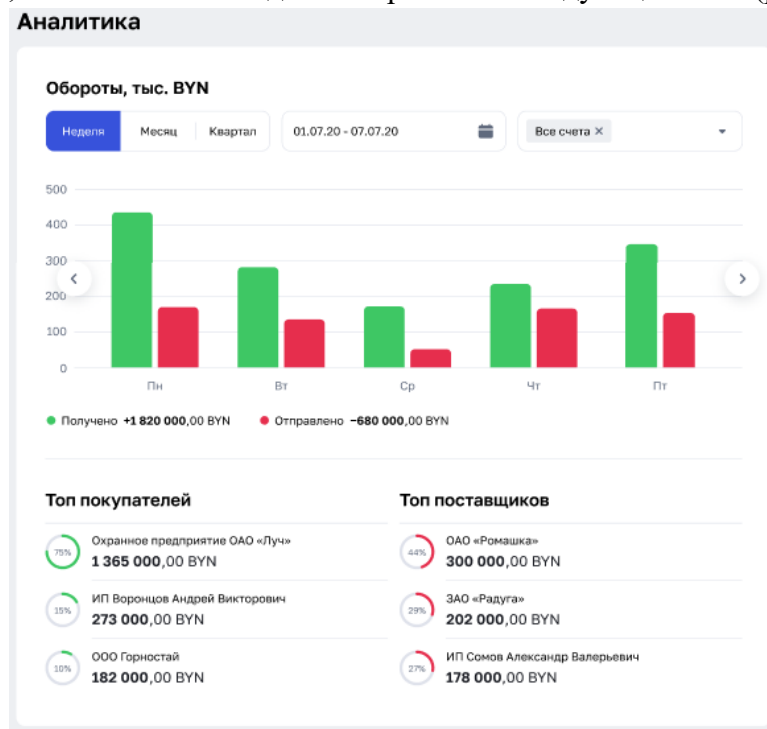 Аналитика
Обороты, тыс. BYN
Неделя Месяц Квартал 01.07.20 - 07.07.20 Все счета ×
500
400
300
200
100
0
Пн Вт Ср Чт Пт
Получено +1 820 000,00 BYN Отправлено −680 000,00 BYN
Топ покупателей
75% Охранное предприятие ОАО «Луч»
1 365 000,00 BYN
15% ИП Воронцов Андрей Викторович
273 000,00 BYN
10% ООО Горностай
182 000,00 BYN
Топ поставщиков
44% ОАО «Ромашка»
300 000,00 BYN
29% ЗАО «Радуга»
202 000,00 BYN
27% ИП Сомов Александр Валерьевич
178 000,00 BYN